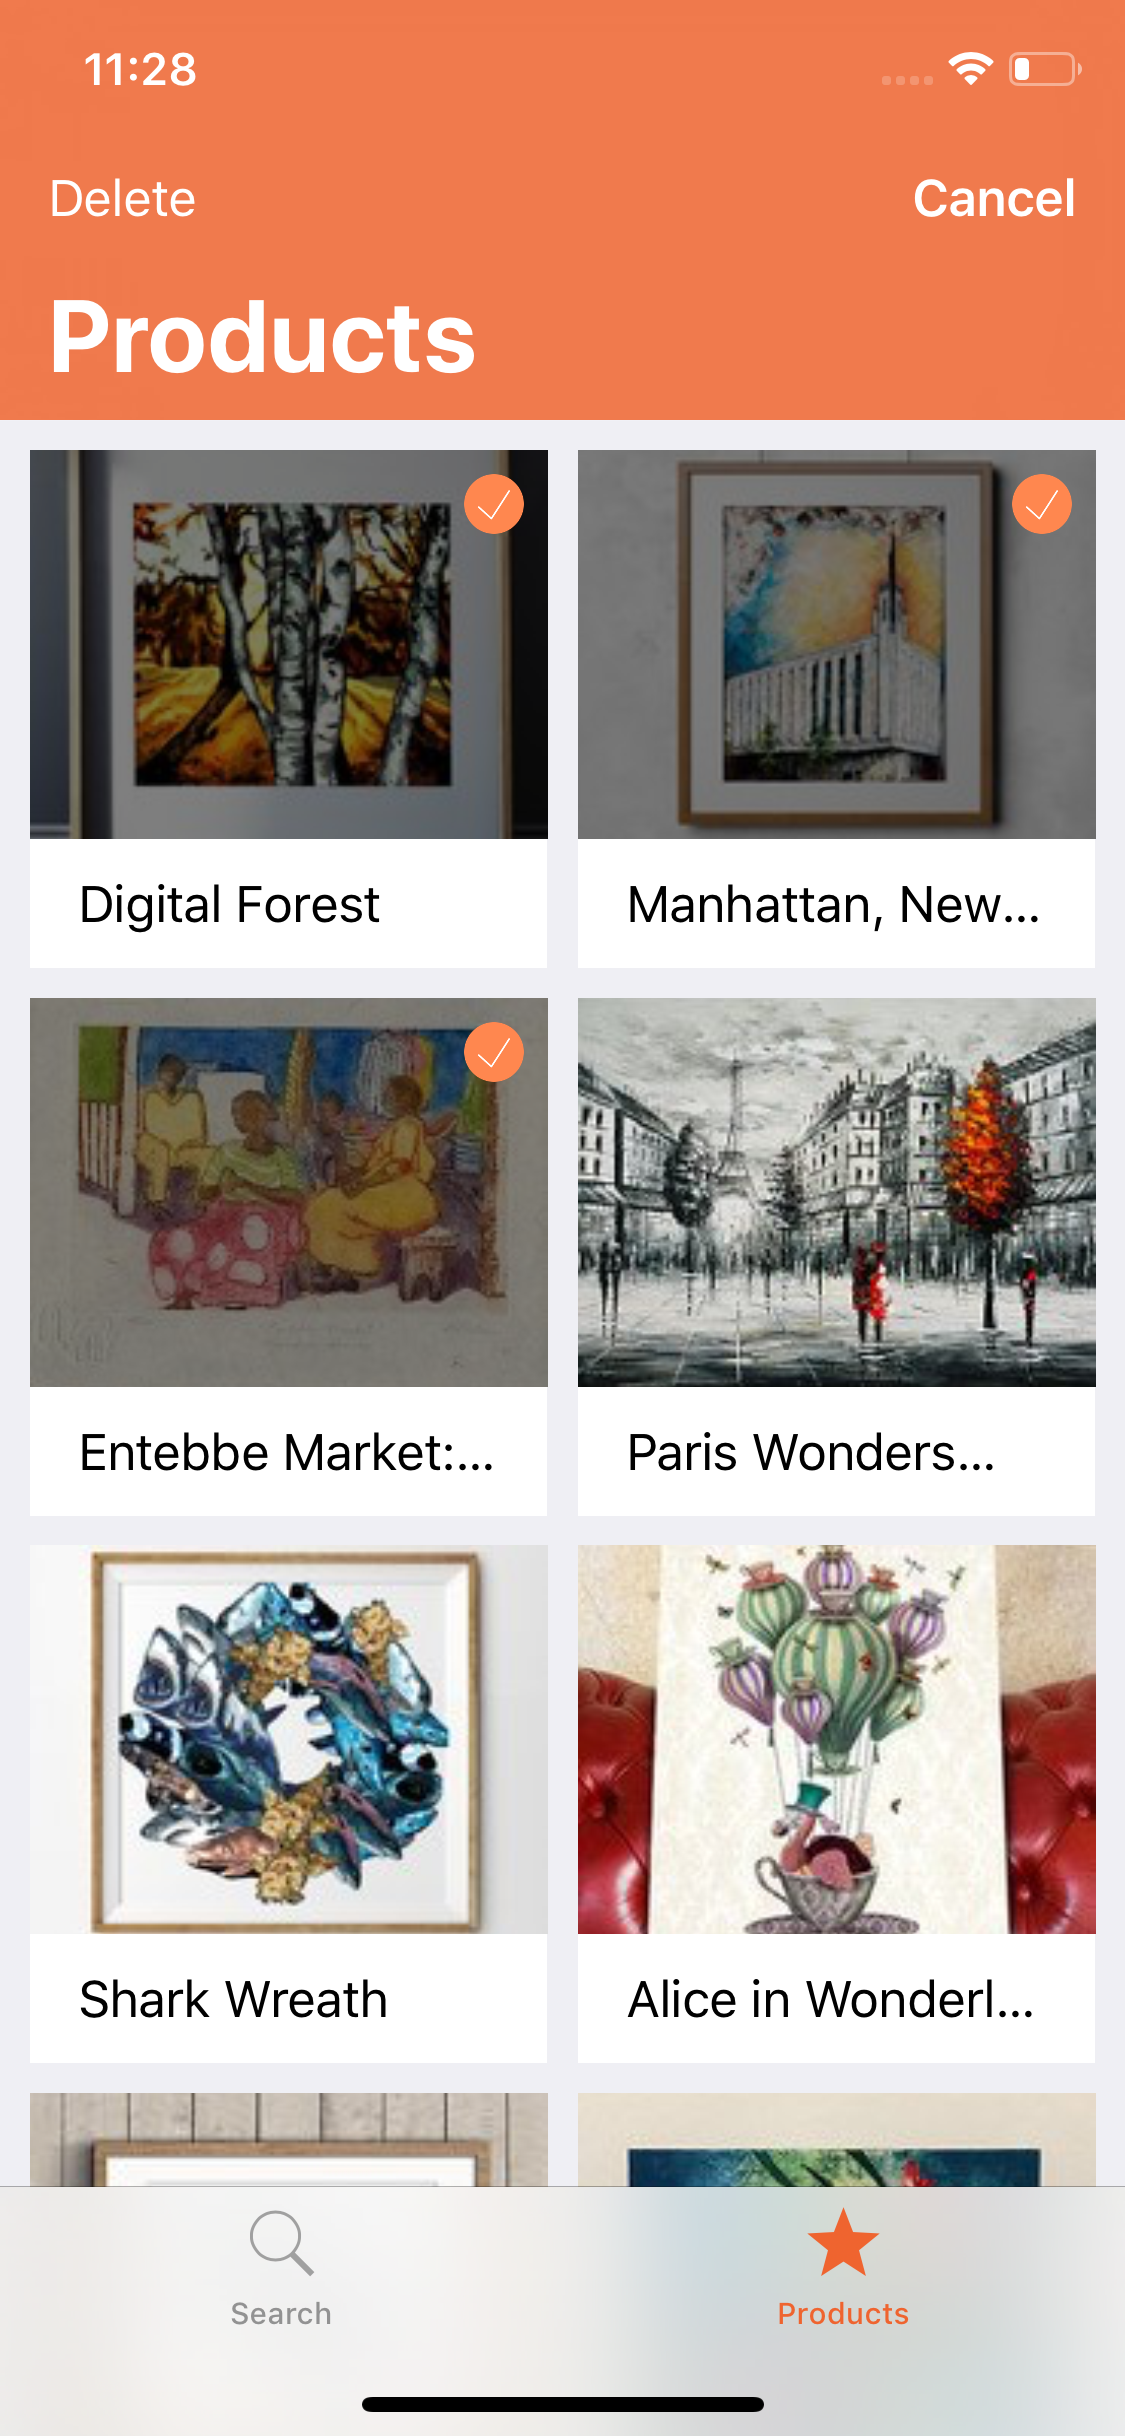 11:28
Delete
Cancel
Products
Digital Forest
Manhattan, New...
Entebbe Market:...
Paris Wonders...
Shark Wreath
Alice in Wonderl...
Search
Products